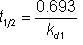 t1/2 = 0.693 / kd1